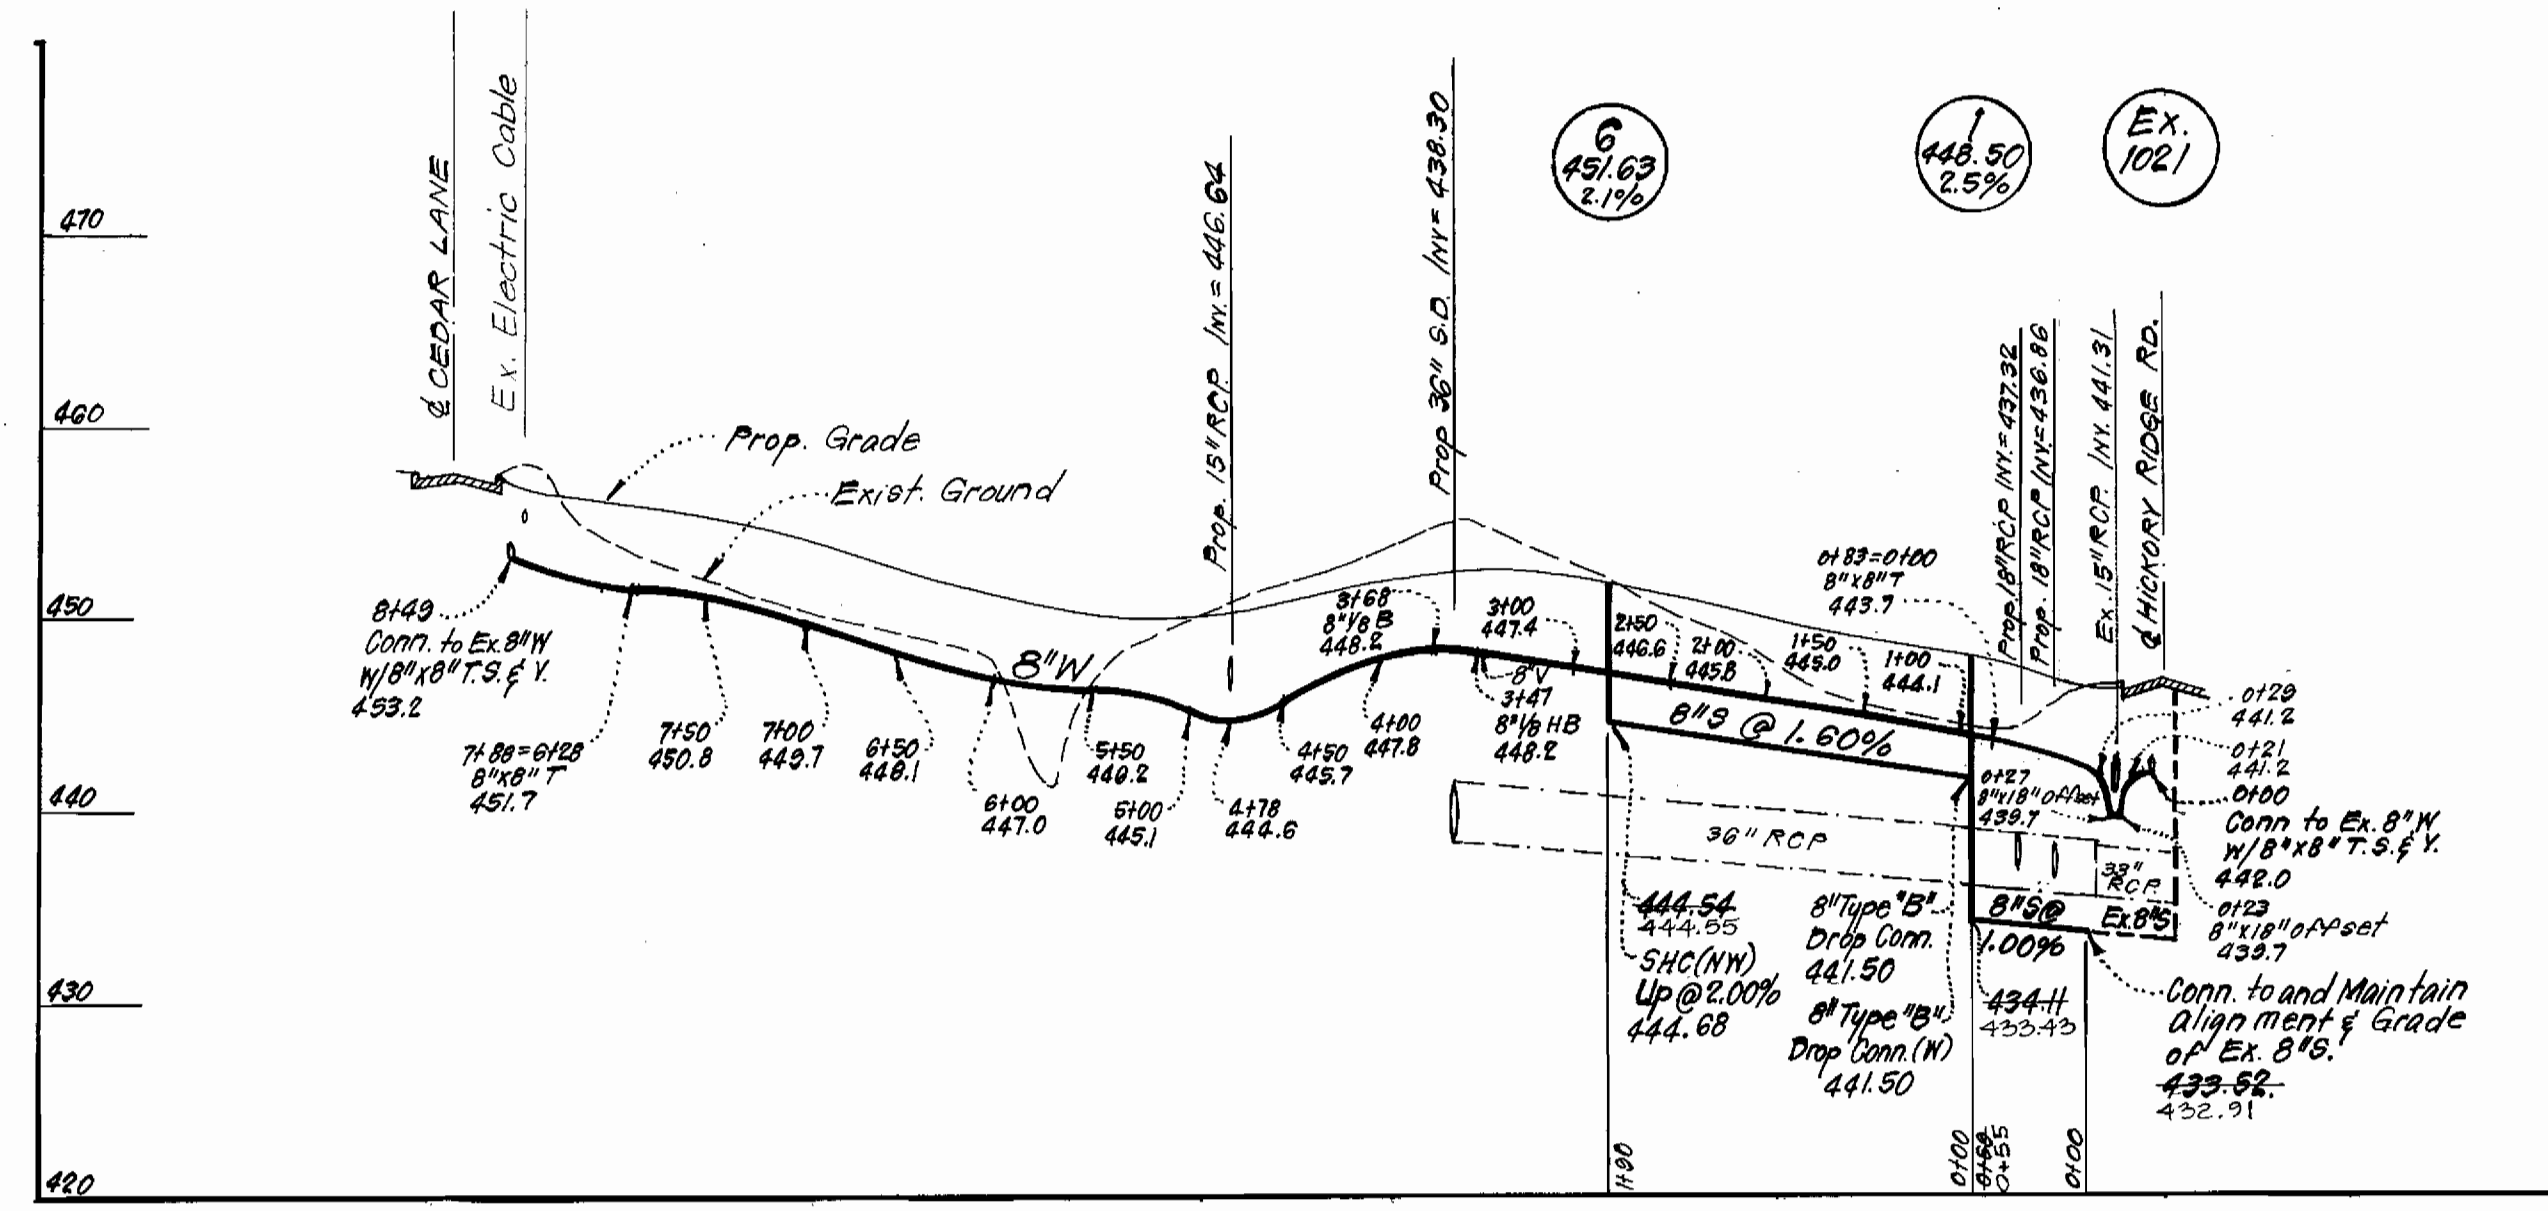 470
460
450
440
430
420
℄ CEDAR LANE
Ex. Electric Cable
Prop. Grade
Exist. Ground
Prop. 15" RCP. INV.= 446.64
Prop 36" S.D. INV= 438.30
6
451.63
2.1%
1
448.50
2.5%
EX.
1021
Prop. 18" RCP INV.= 437.32
Prop. 18" RCP INV=436.86
Ex. 15" RCP. INV. 441.31
℄ HICKORY RIDGE RD.
8+49
Conn. to Ex. 8"W
W/8"x8" T.S. & V.
453.2
7+88=6+28
8"x8" T
451.7
7+50
450.8
7+00
449.7
6+50
448.1
6+00
447.0
8"W
5+50
446.2
5+00
445.1
4+78
444.6
4+50
445.7
4+00
447.8
3+68
8" 1/8 B
448.2
8"V
3+47
8" 1/8 HB
448.2
3+00
447.4
2+50
446.6
2+00
445.8
1+50
445.0
1+00
444.1
0+83=0+00
8"x8" T
443.7
8"S @ 1.60%
36" RCP
0+27
8"x18" Offset
439.7
33"
RCP.
8"S@
1.00%
Ex.8"S
0+29
441.2
0+21
441.2
0+00
Conn to Ex. 8"W
W/8"x8" T.S. & V.
442.0
0+23
8"x18" Offset
439.7
444.54
444.55
SHC(NW)
Up @ 2.00%
444.68
8" Type "B"
Drop Conn.
441.50
8" Type "B"
Drop Conn. (W)
441.50
434.11
433.43
Conn. to and Maintain
Alignment & Grade
of Ex. 8"S.
433.52
432.91
1+90
0+00
0+55
0+00